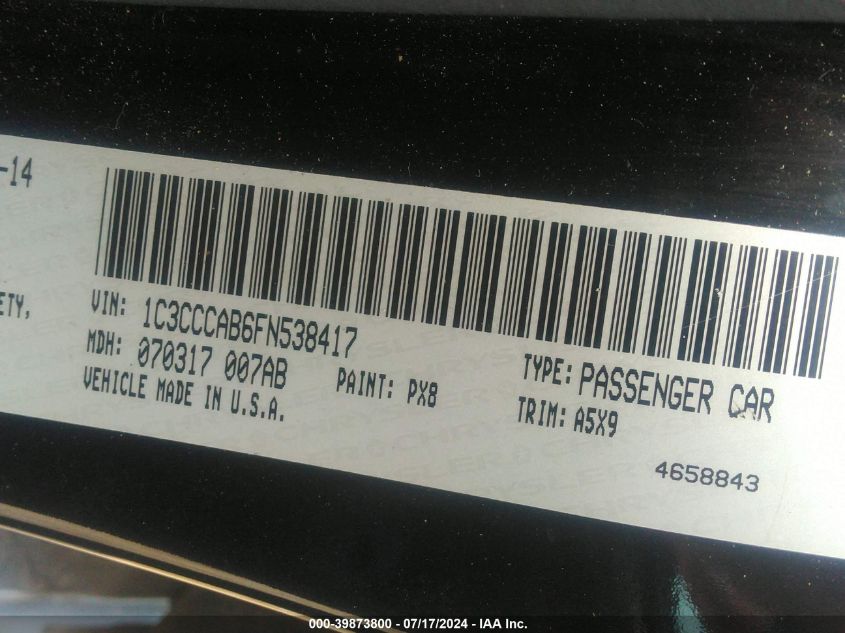 -14
ETY,
VIN: 1C3CCCAB6FN538417
MDH: 070317 007AB
VEHICLE MADE IN U.S.A.
PAINT: PX8
TYPE: PASSENGER CAR
TRIM: A5X9
4658843
000-39873800 - 07/17/2024 - IAA Inc.